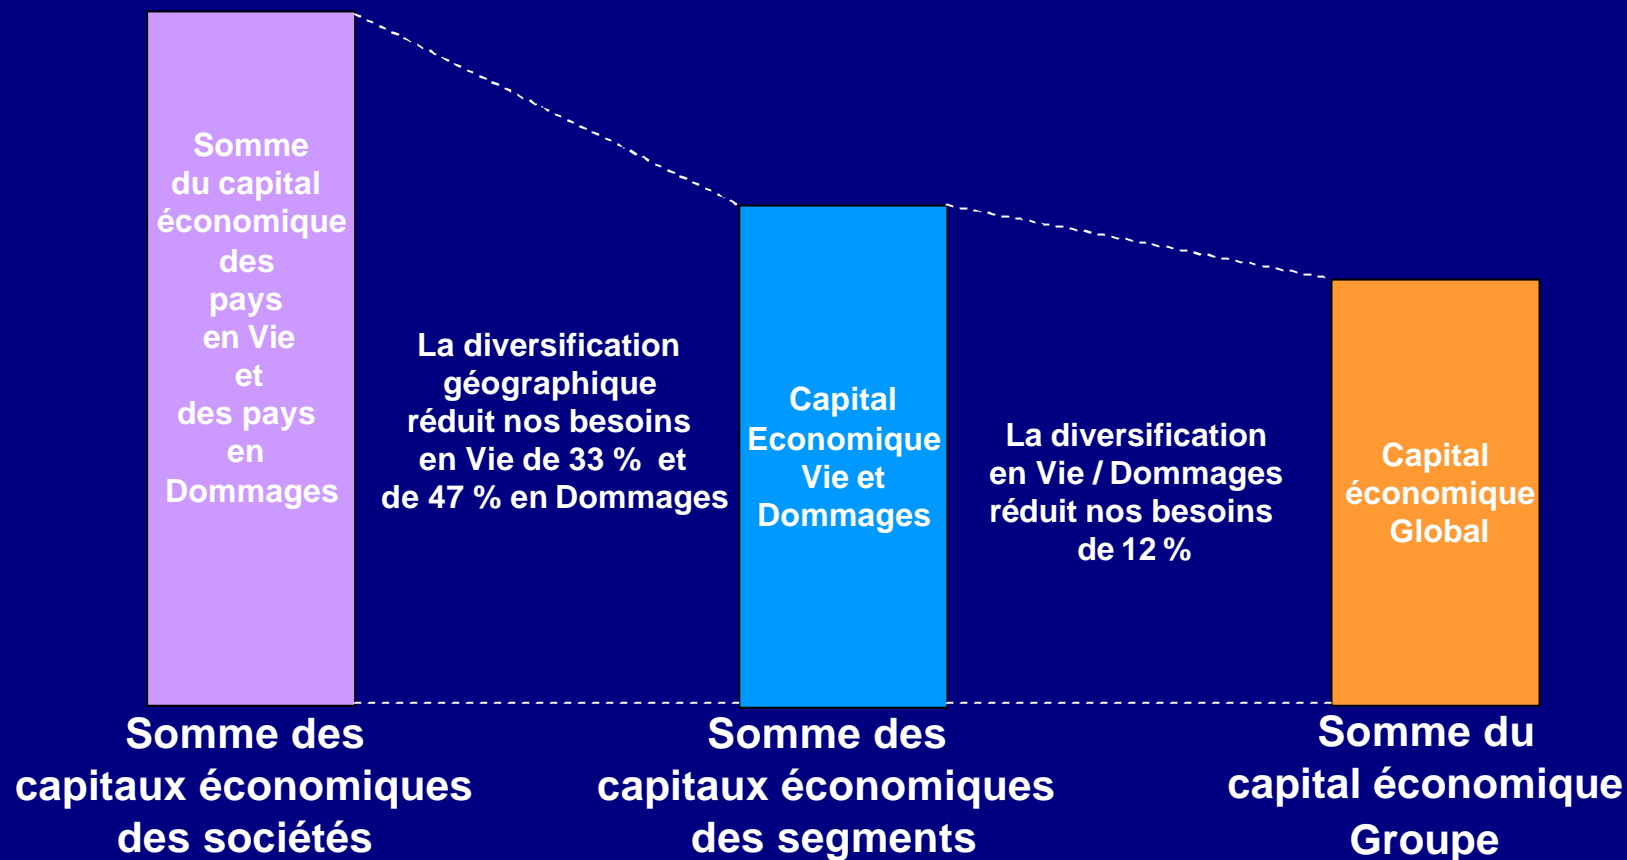 Somme
du capital
économique
des
pays
en Vie
et
des pays
en
Dommages
La diversification
géographique
réduit nos besoins
en Vie de 33 % et
de 47 % en Dommages
Capital
Economique
Vie et
Dommages
La diversification
en Vie / Dommages
réduit nos besoins
de 12 %
Capital
économique
Global
Somme des
capitaux économiques
des sociétés
Somme des
capitaux économiques
des segments
Somme du
capital économique
Groupe